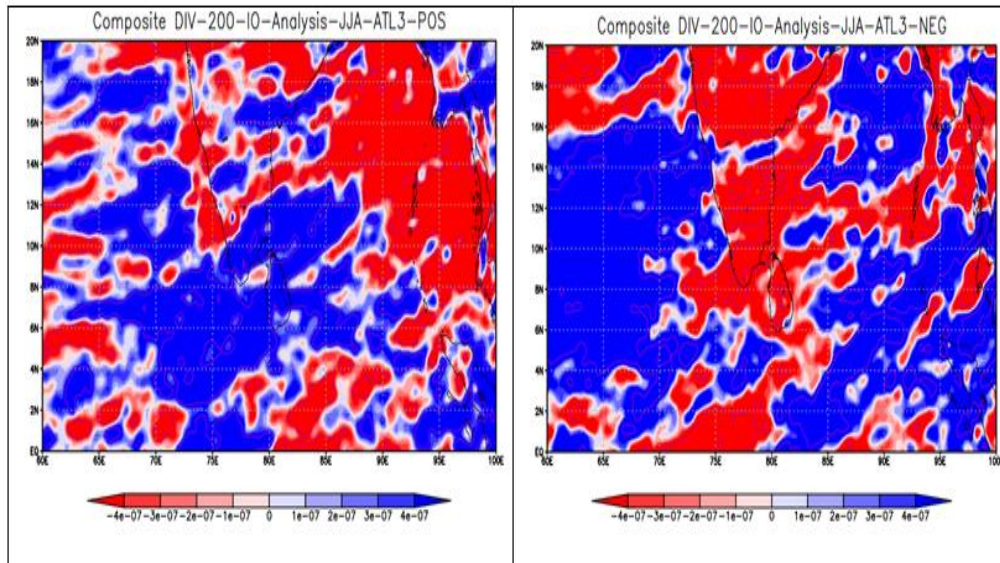 Composite DIV-200-IO-Analysis-JJA-ATL3-POS
20N
18N
16N
14N
12N
10N
8N
6N
4N
2N
EQ
60E 65E 70E 75E 80E 85E 90E 95E 100E
-4e-07 -3e-07 -2e-07 -1e-07 0 1e-07 2e-07 3e-07 4e-07
Composite DIV-200-IO-Analysis-JJA-ATL3-NEG
20N
18N
16N
14N
12N
10N
8N
6N
4N
2N
EQ
60E 65E 70E 75E 80E 85E 90E 95E 100E
-4e-07 -3e-07 -2e-07 -1e-07 0 1e-07 2e-07 3e-07 4e-07